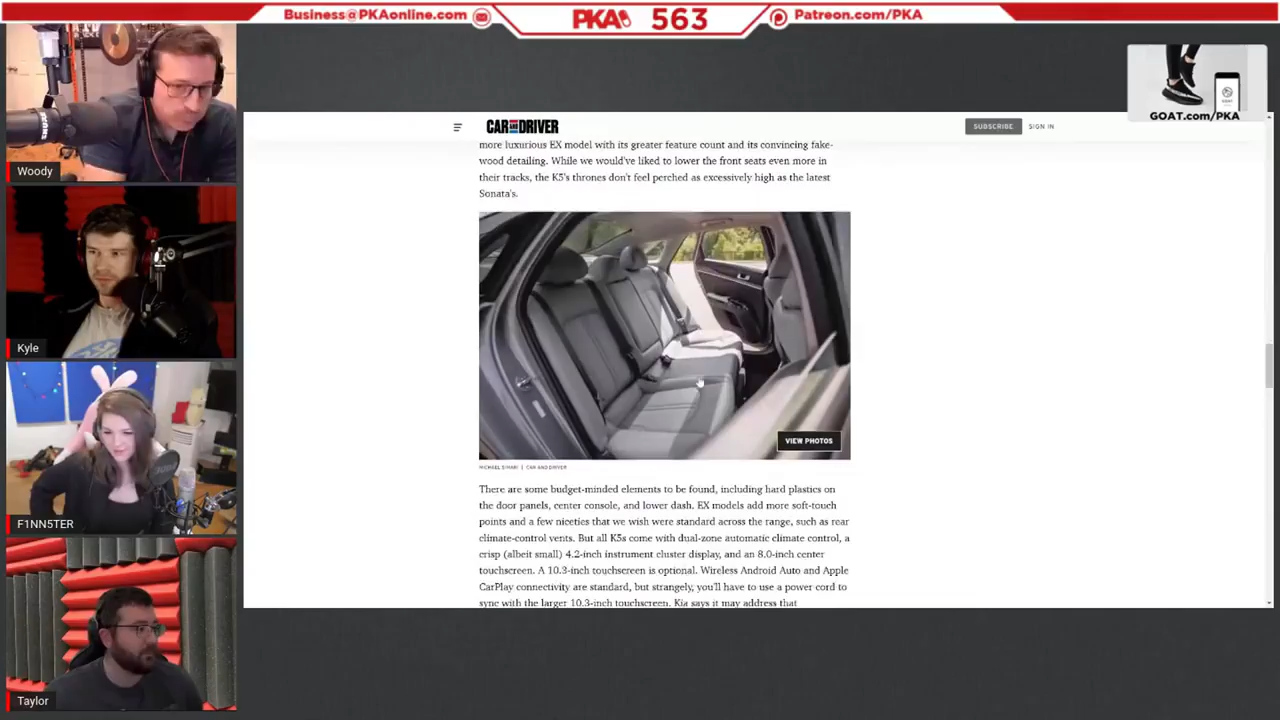 Business@PKAonline.com
PKA 563
Patreon.com/PKA
Woody
Kyle
F1NN5TER
Taylor
GOAT.com/PKA
CAR AND DRIVER
SUBSCRIBE
SIGN IN
more luxurious EX model with its greater feature count and its convincing fake-
wood detailing. While we would've liked to lower the front seats even more in
their tracks, the K5's thrones don't feel perched as excessively high as the latest
Sonata's.
VIEW PHOTOS
MICHAEL SIMARI | CAR AND DRIVER
There are some budget-minded elements to be found, including hard plastics on
the door panels, center console, and lower dash. EX models add more soft-touch
points and a few niceties that we wish were standard across the range, such as rear
climate-control vents. But all K5s come with dual-zone automatic climate control, a
crisp (albeit small) 4.2-inch instrument cluster display, and an 8.0-inch center
touchscreen. A 10.3-inch touchscreen is optional. Wireless Android Auto and Apple
CarPlay connectivity are standard, but strangely, you'll have to use a power cord to
sync with the larger 10.3-inch touchscreen. Kia says it may address that